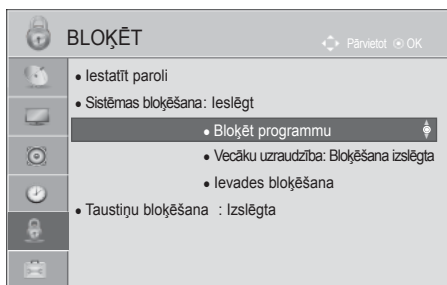 BLOĶĒT
Pārvietot OK
• Iestatīt paroli
• Sistēmas bloķēšana: Ieslēgt
• Bloķēt programmu
• Vecāku uzraudzība: Bloķēšana izslēgta
• Ievades bloķēšana
• Taustiņu bloķēšana : Izslēgta